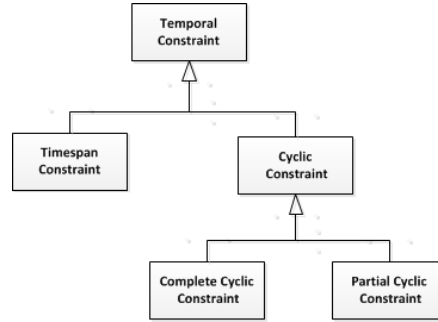 Temporal
Constraint
Timespan
Constraint
Cyclic
Constraint
Complete Cyclic
Constraint
Partial Cyclic
Constraint